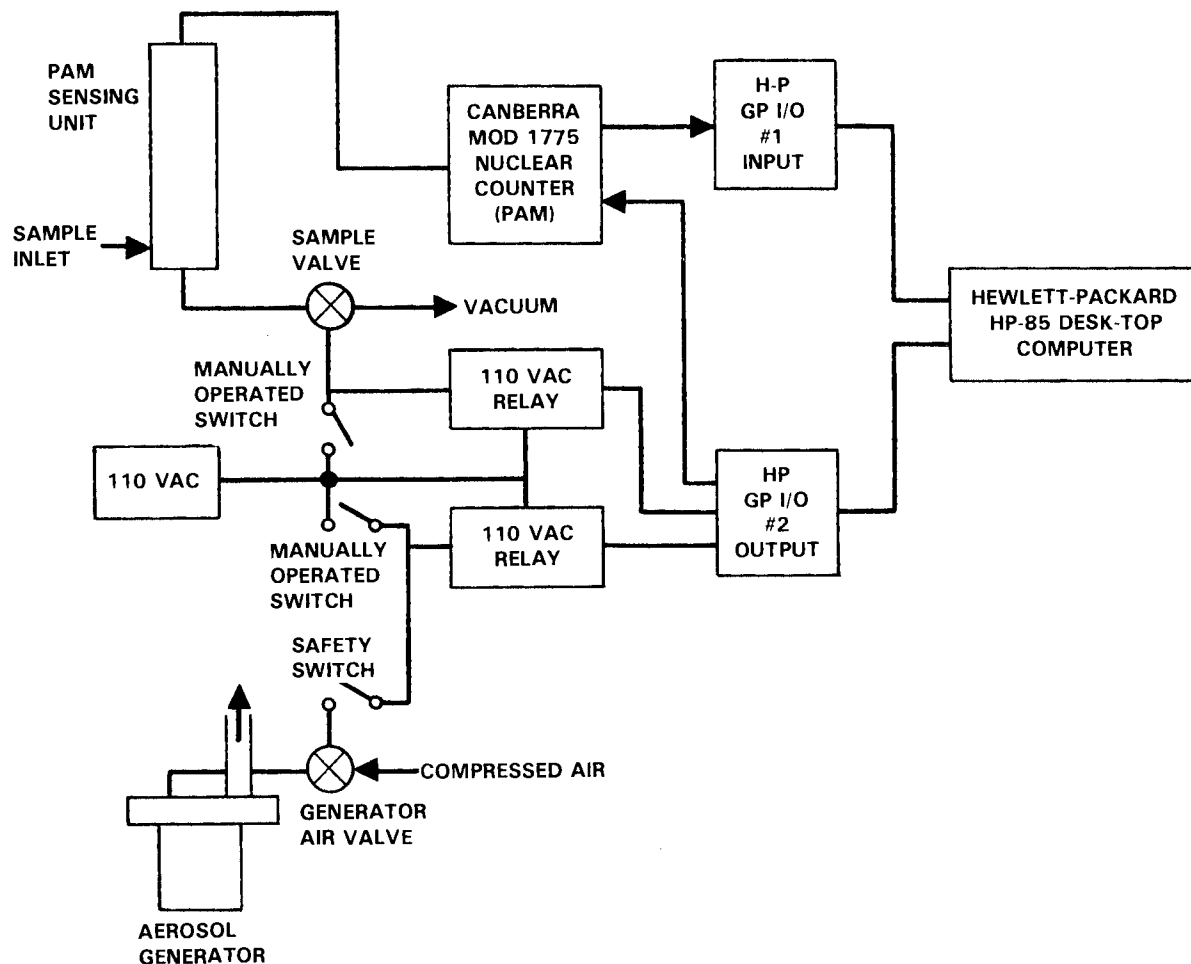 PAM
SENSING
UNIT
CANBERRA
MOD 1775
NUCLEAR
COUNTER
(PAM)
H-P
GP I/O
#1
INPUT
SAMPLE
INLET
SAMPLE
VALVE
VACUUM
HEWLETT-PACKARD
HP-85 DESK-TOP
COMPUTER
MANUALLY
OPERATED
SWITCH
110 VAC
RELAY
110 VAC
HP
GP I/O
#2
OUTPUT
MANUALLY
OPERATED
SWITCH
110 VAC
RELAY
SAFETY
SWITCH
COMPRESSED AIR
GENERATOR
AIR VALVE
AEROSOL
GENERATOR